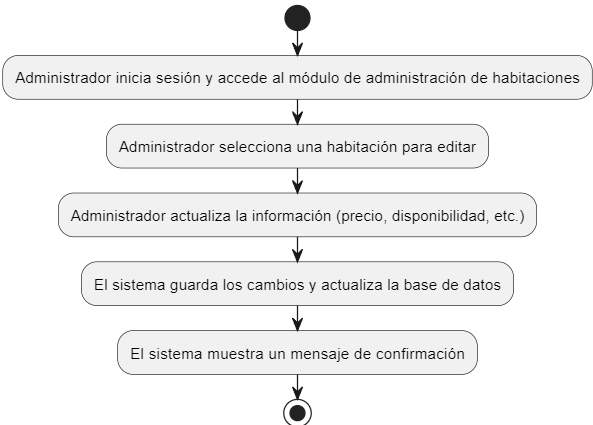 Administrador inicia sesión y accede al módulo de administración de habitaciones
Administrador selecciona una habitación para editar
Administrador actualiza la información (precio, disponibilidad, etc.)
El sistema guarda los cambios y actualiza la base de datos
El sistema muestra un mensaje de confirmación